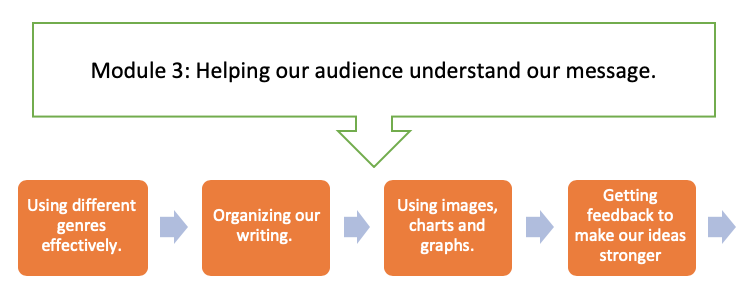 Module 3: Helping our audience understand our message.
Using different
genres
effectively.
Organizing our
writing.
Using images,
charts and
graphs.
Getting
feedback to
make our ideas
stronger